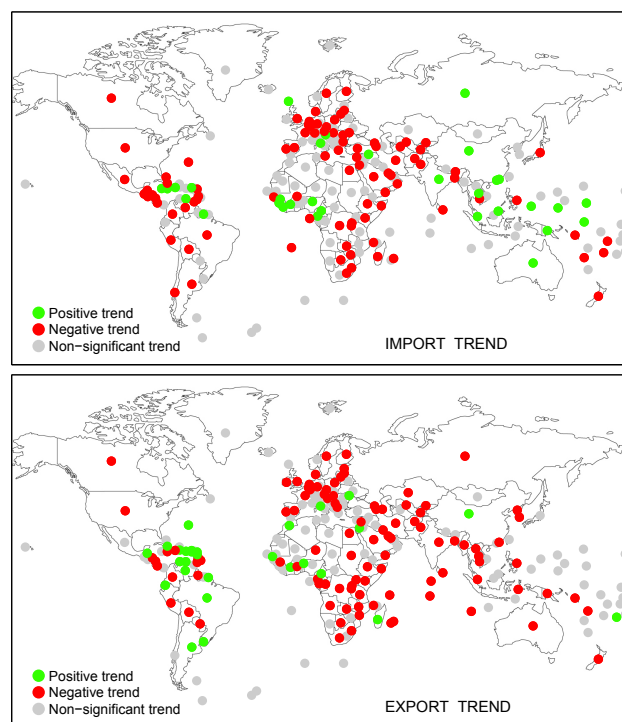 Positive trend
Negative trend
Non−significant trend
IMPORT TREND
Positive trend
Negative trend
Non−significant trend
EXPORT TREND